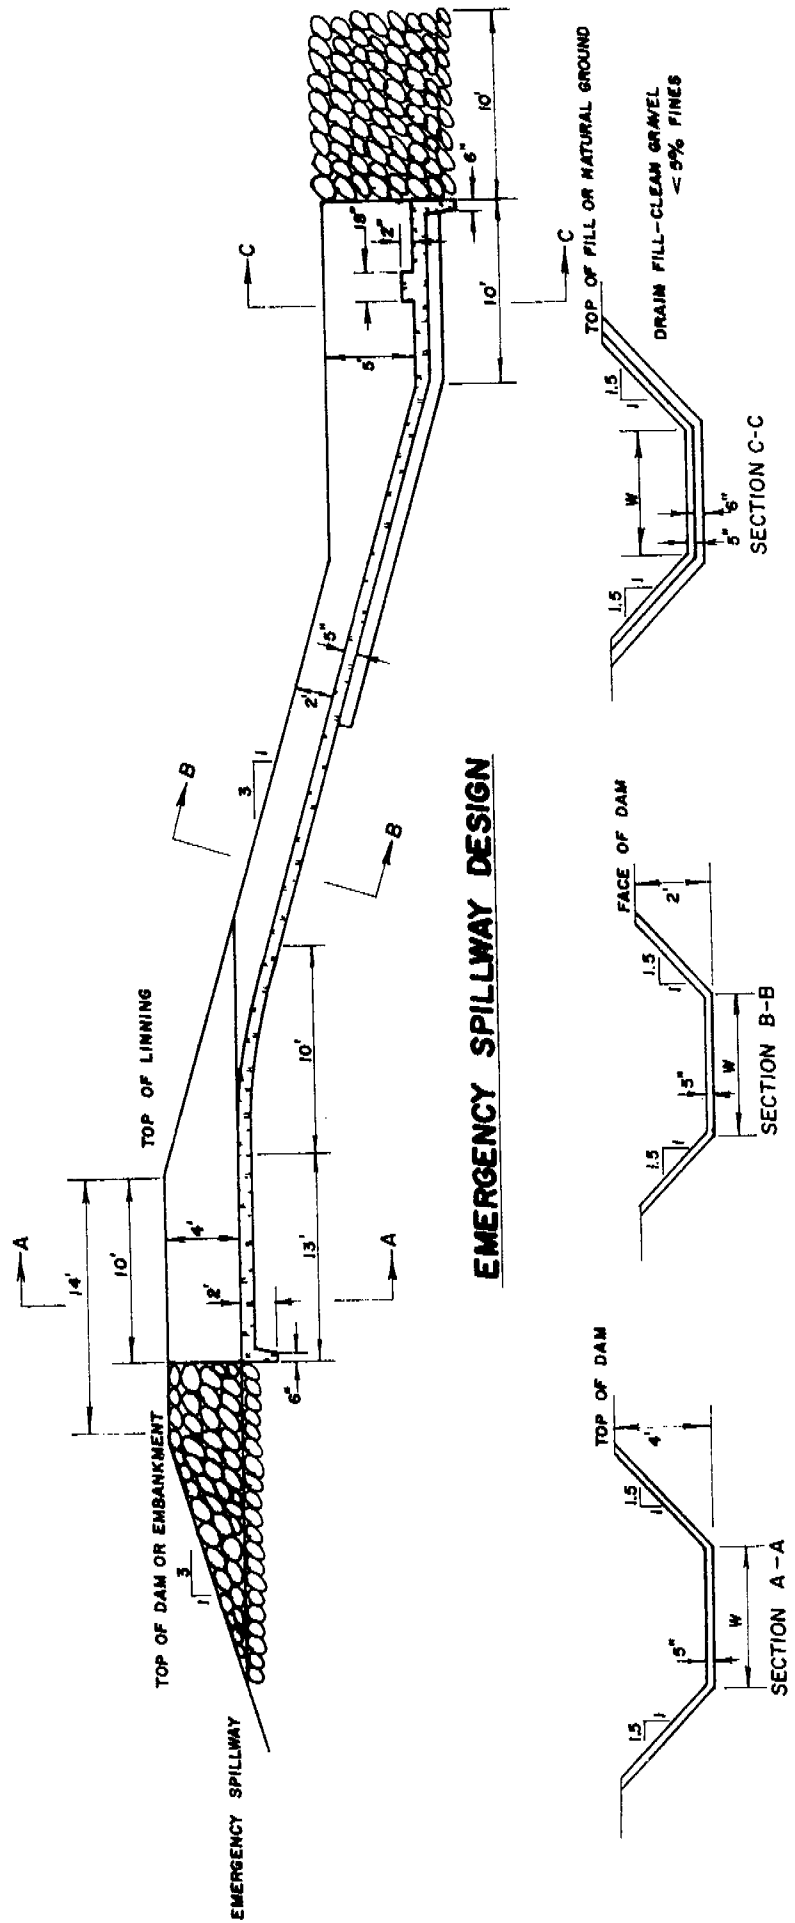 EMERGENCY SPILLWAY
TOP OF DAM OR EMBANKMENT
3
1
14'
10'
A
A
4'
2'
6"
13'
10'
TOP OF LINNING
B
B
3
1
2'
5"
5'
C
C
18"
12"
6"
10'
10'
EMERGENCY SPILLWAY DESIGN
TOP OF DAM
1.5
1
1.5
1
4'
5"
W
SECTION A-A
FACE OF DAM
1.5
1
1.5
1
2'
5"
W
SECTION B-B
TOP OF FILL OR NATURAL GROUND
DRAIN FILL-CLEAN GRAVEL
< 5% FINES
1.5
1
1.5
1
W
5"
6"
SECTION C-C